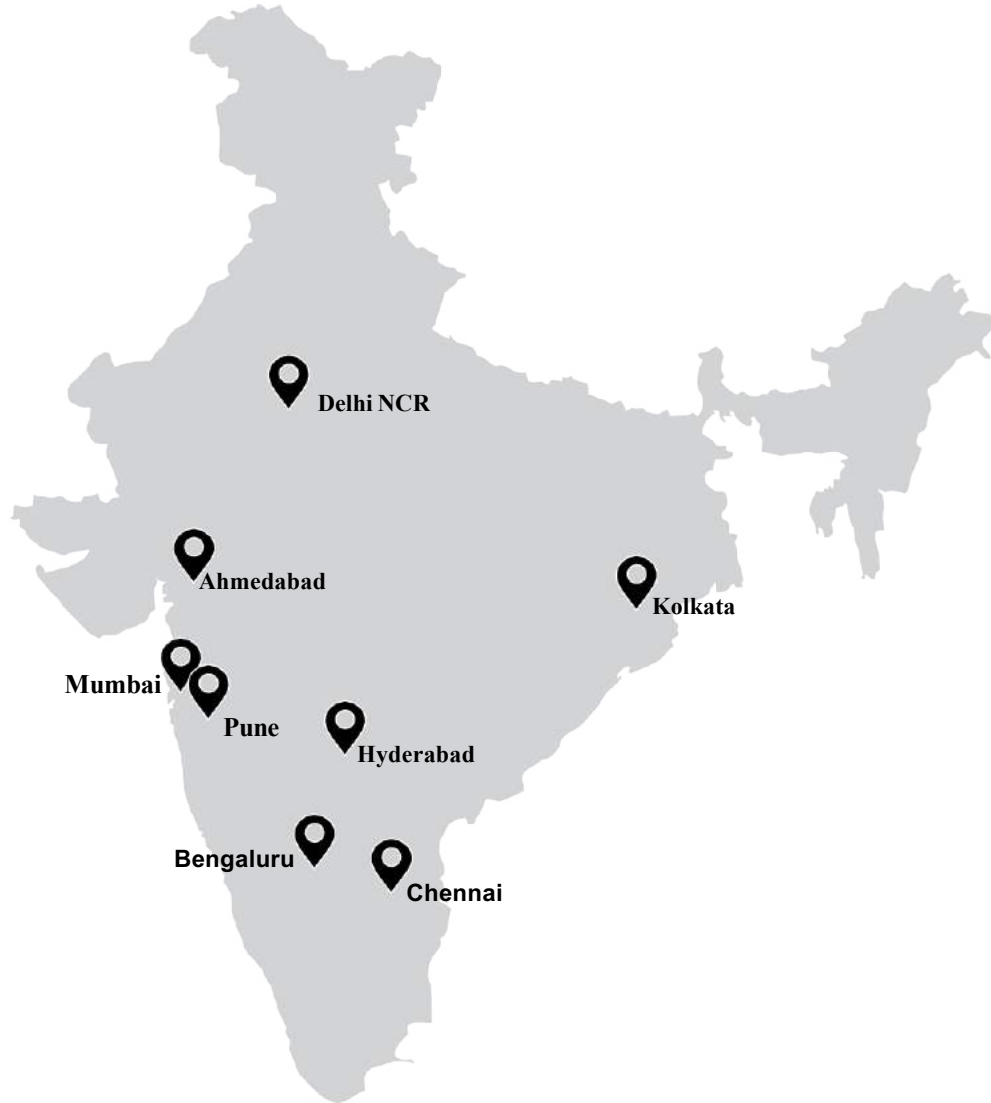 Delhi NCR
Ahmedabad
Kolkata
Mumbai
Pune
Hyderabad
Bengaluru
Chennai